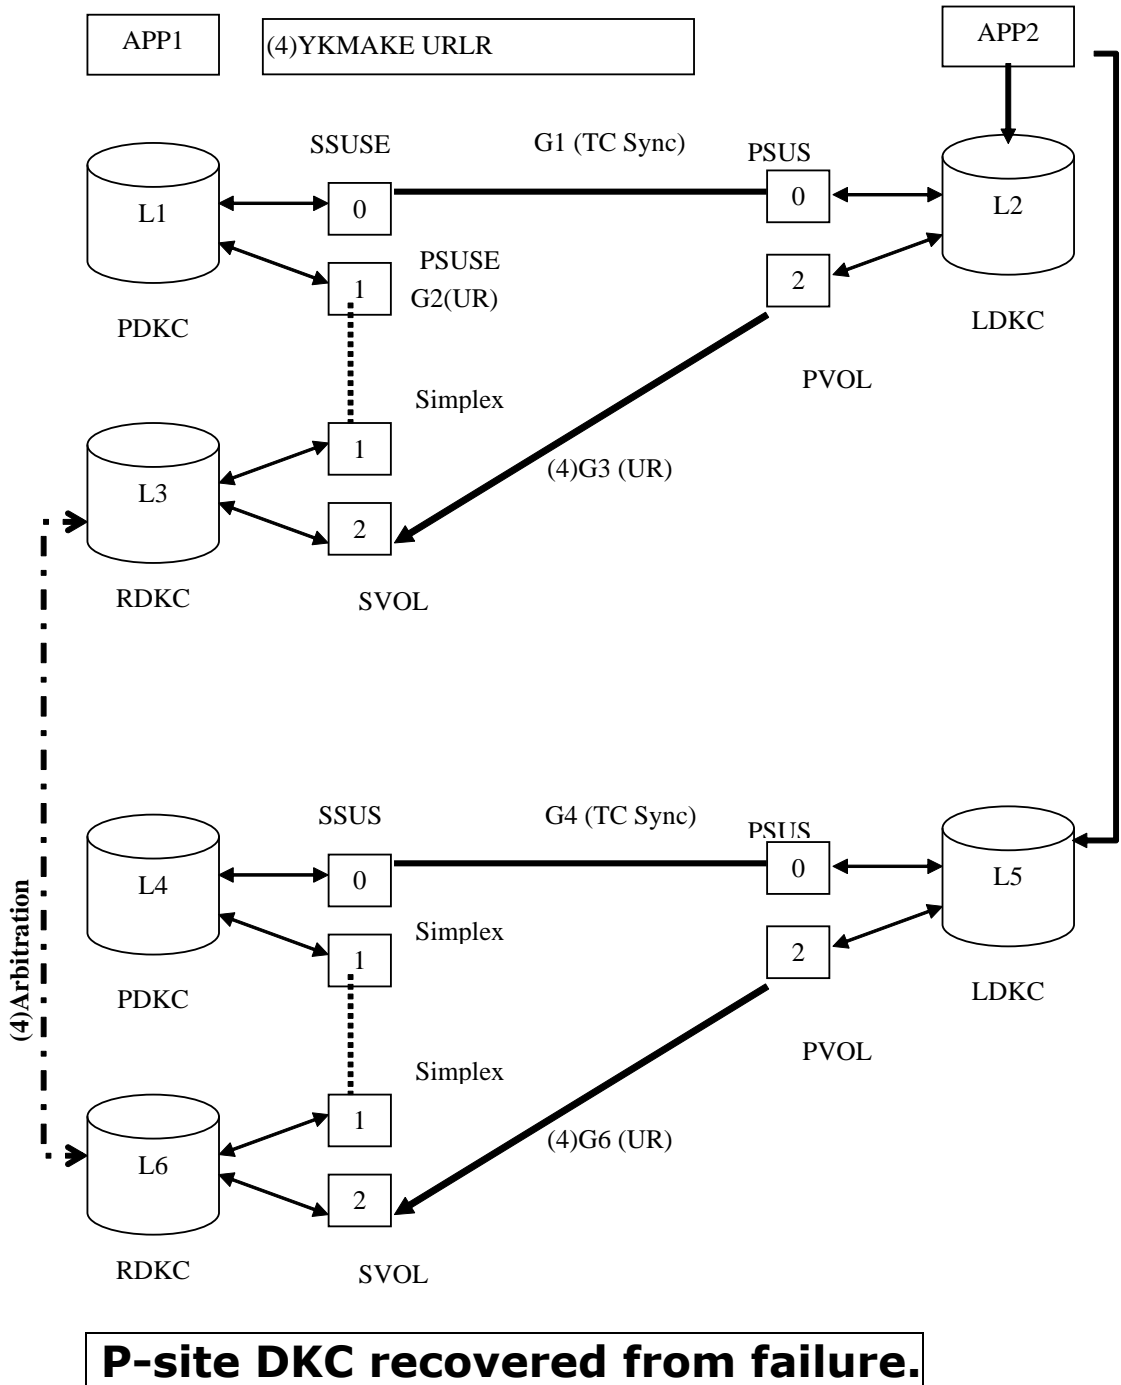 APP1
(4)YKMAKE URLR
APP2
SSUSE
G1 (TC Sync)
PSUS
L1
0
0
L2
PSUSE
1
G2(UR)
2
PDKC
LDKC
PVOL
Simplex
1
L3
(4)G3 (UR)
2
RDKC
SVOL
SSUS
G4 (TC Sync)
PSUS
L4
0
0
L5
Simplex
1
2
(4)Arbitration
PDKC
LDKC
PVOL
Simplex
1
L6
(4)G6 (UR)
2
RDKC
SVOL
P-site DKC recovered from failure.